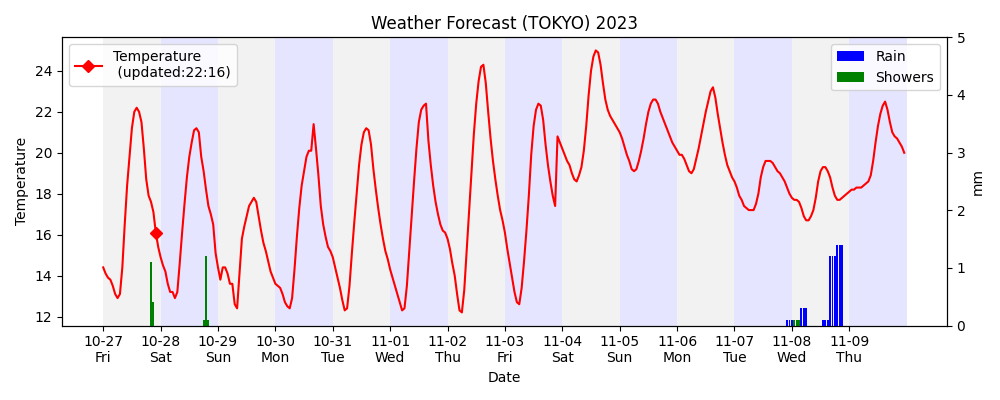 Weather Forecast (TOKYO) 2023
Temperature
(updated:22:16)
Rain
Showers
Temperature
24
22
20
18
16
14
12
5
4
3
2
1
0
mm
10-27 10-28 10-29 10-30 10-31 11-01 11-02 11-03 11-04 11-05 11-06 11-07 11-08 11-09
Fri Sat Sun Mon Tue Wed Thu Fri Sat Sun Mon Tue Wed Thu
Date